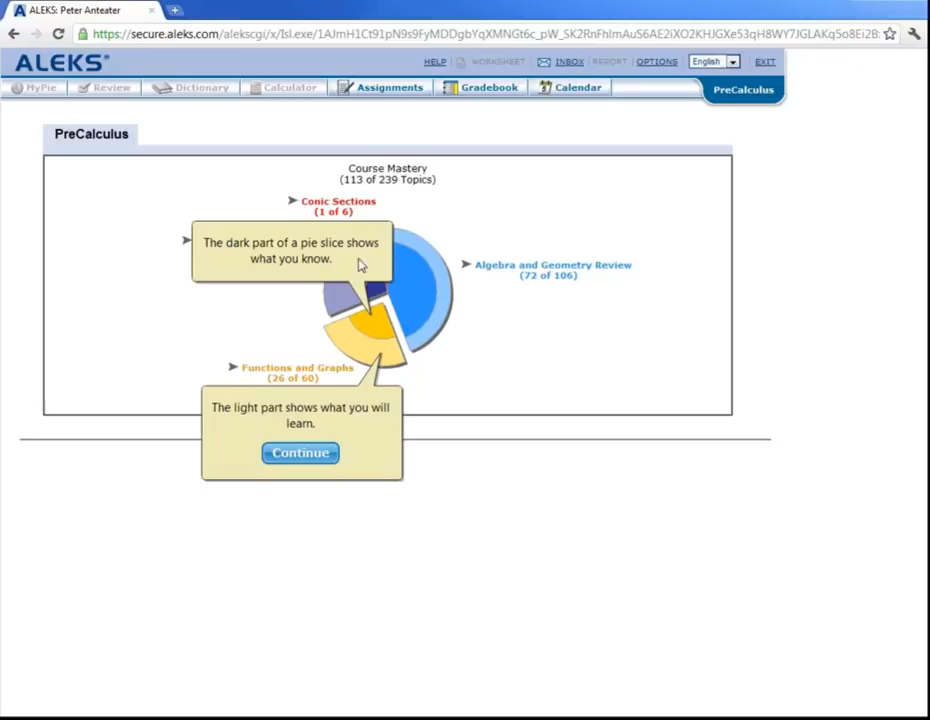 ALEKS: Peter Anteater
https://secure.aleks.com/alekscgi/x/Isl.exe/1AJmH1Ct91pN9s9FyMDDgbYqXMNGt6c_pW_SK2RnFhImAuS6AE2iXO2KHJGXe53qH8WY7JGLAKq5o8Ei2B:
ALEKS®
HELP WORKSHEET INBOX REPORT OPTIONS English EXIT
MyPie Review Dictionary Calculator Assignments Gradebook Calendar PreCalculus
PreCalculus
Course Mastery
(113 of 239 Topics)
Conic Sections
(1 of 6)
The dark part of a pie slice shows
what you know.
Algebra and Geometry Review
(72 of 106)
Functions and Graphs
(26 of 60)
The light part shows what you will
learn.
Continue